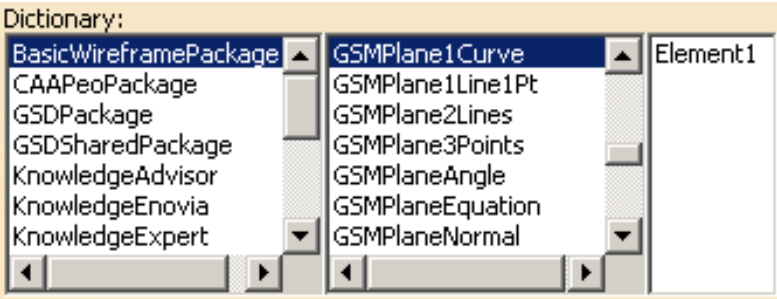 Dictionary:
BasicWireframePackage
CAAPeoPackage
GSDPackage
GSDSharedPackage
KnowledgeAdvisor
KnowledgeEnovia
KnowledgeExpert
GSMPlane1Curve
GSMPlane1Line1Pt
GSMPlane2Lines
GSMPlane3Points
GSMPlaneAngle
GSMPlaneEquation
GSMPlaneNormal
Element1